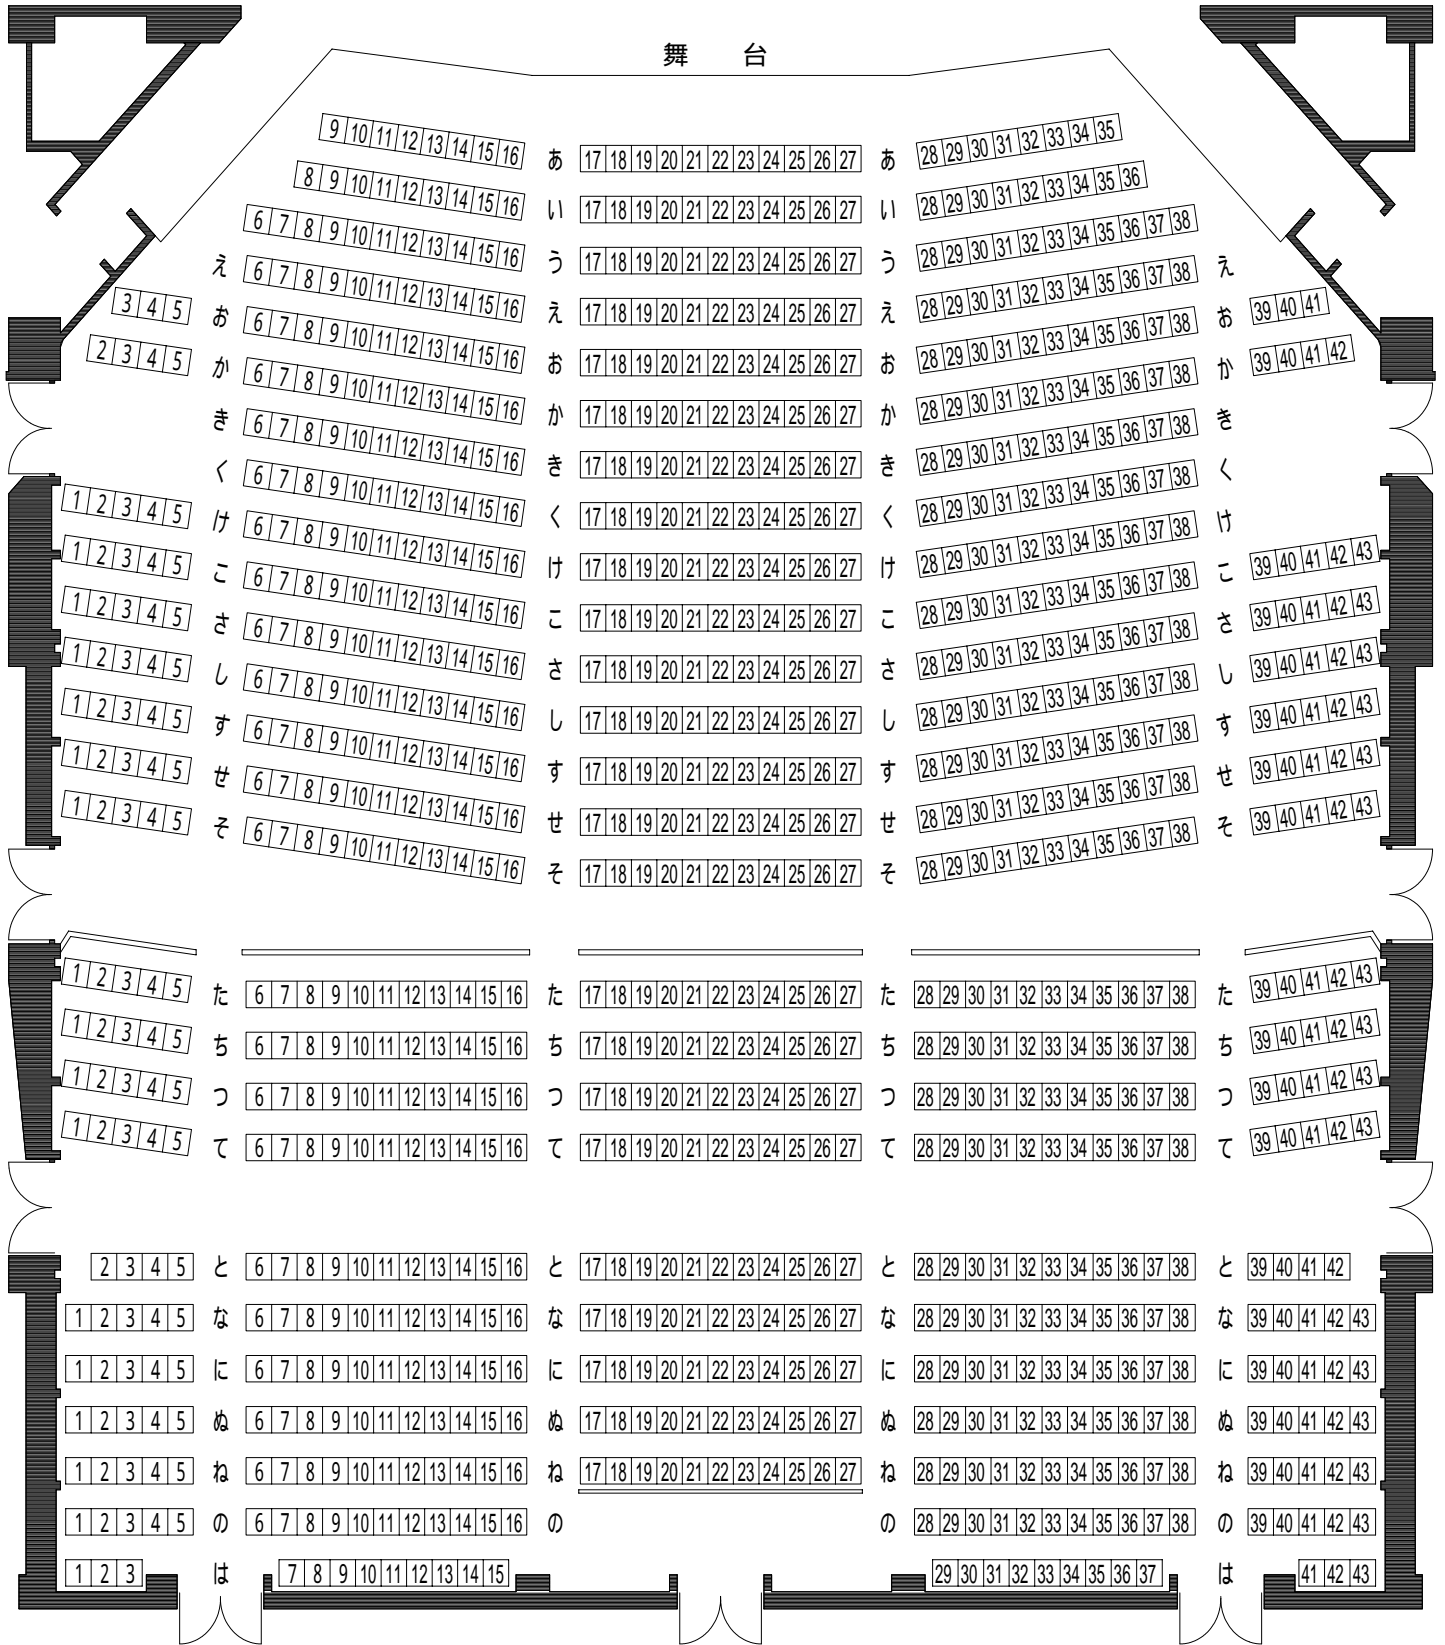 舞 台
9 10 11 12 13 14 15 16 あ 17 18 19 20 21 22 23 24 25 26 27 あ 28 29 30 31 32 33 34 35
8 9 10 11 12 13 14 15 16 い 17 18 19 20 21 22 23 24 25 26 27 い 28 29 30 31 32 33 34 35 36
6 7 8 9 10 11 12 13 14 15 16 う 17 18 19 20 21 22 23 24 25 26 27 う 28 29 30 31 32 33 34 35 36 37 38
え 6 7 8 9 10 11 12 13 14 15 16 え 17 18 19 20 21 22 23 24 25 26 27 え 28 29 30 31 32 33 34 35 36 37 38 え
3 4 5 お 6 7 8 9 10 11 12 13 14 15 16 お 17 18 19 20 21 22 23 24 25 26 27 お 28 29 30 31 32 33 34 35 36 37 38 お 39 40 41
2 3 4 5 か 6 7 8 9 10 11 12 13 14 15 16 か 17 18 19 20 21 22 23 24 25 26 27 か 28 29 30 31 32 33 34 35 36 37 38 か 39 40 41 42
き 6 7 8 9 10 11 12 13 14 15 16 き 17 18 19 20 21 22 23 24 25 26 27 き 28 29 30 31 32 33 34 35 36 37 38 き
く 6 7 8 9 10 11 12 13 14 15 16 く 17 18 19 20 21 22 23 24 25 26 27 く 28 29 30 31 32 33 34 35 36 37 38 く
1 2 3 4 5 け 6 7 8 9 10 11 12 13 14 15 16 け 17 18 19 20 21 22 23 24 25 26 27 け 28 29 30 31 32 33 34 35 36 37 38 け
1 2 3 4 5 こ 6 7 8 9 10 11 12 13 14 15 16 こ 17 18 19 20 21 22 23 24 25 26 27 こ 28 29 30 31 32 33 34 35 36 37 38 こ 39 40 41 42 43
1 2 3 4 5 さ 6 7 8 9 10 11 12 13 14 15 16 さ 17 18 19 20 21 22 23 24 25 26 27 さ 28 29 30 31 32 33 34 35 36 37 38 さ 39 40 41 42 43
1 2 3 4 5 し 6 7 8 9 10 11 12 13 14 15 16 し 17 18 19 20 21 22 23 24 25 26 27 し 28 29 30 31 32 33 34 35 36 37 38 し 39 40 41 42 43
1 2 3 4 5 す 6 7 8 9 10 11 12 13 14 15 16 す 17 18 19 20 21 22 23 24 25 26 27 す 28 29 30 31 32 33 34 35 36 37 38 す 39 40 41 42 43
1 2 3 4 5 せ 6 7 8 9 10 11 12 13 14 15 16 せ 17 18 19 20 21 22 23 24 25 26 27 せ 28 29 30 31 32 33 34 35 36 37 38 せ 39 40 41 42 43
1 2 3 4 5 そ 6 7 8 9 10 11 12 13 14 15 16 そ 17 18 19 20 21 22 23 24 25 26 27 そ 28 29 30 31 32 33 34 35 36 37 38 そ 39 40 41 42 43
1 2 3 4 5 た 6 7 8 9 10 11 12 13 14 15 16 た 17 18 19 20 21 22 23 24 25 26 27 た 28 29 30 31 32 33 34 35 36 37 38 た 39 40 41 42 43
1 2 3 4 5 ち 6 7 8 9 10 11 12 13 14 15 16 ち 17 18 19 20 21 22 23 24 25 26 27 ち 28 29 30 31 32 33 34 35 36 37 38 ち 39 40 41 42 43
1 2 3 4 5 つ 6 7 8 9 10 11 12 13 14 15 16 つ 17 18 19 20 21 22 23 24 25 26 27 つ 28 29 30 31 32 33 34 35 36 37 38 つ 39 40 41 42 43
1 2 3 4 5 て 6 7 8 9 10 11 12 13 14 15 16 て 17 18 19 20 21 22 23 24 25 26 27 て 28 29 30 31 32 33 34 35 36 37 38 て 39 40 41 42 43
2 3 4 5 と 6 7 8 9 10 11 12 13 14 15 16 と 17 18 19 20 21 22 23 24 25 26 27 と 28 29 30 31 32 33 34 35 36 37 38 と 39 40 41 42
1 2 3 4 5 な 6 7 8 9 10 11 12 13 14 15 16 な 17 18 19 20 21 22 23 24 25 26 27 な 28 29 30 31 32 33 34 35 36 37 38 な 39 40 41 42 43
1 2 3 4 5 に 6 7 8 9 10 11 12 13 14 15 16 に 17 18 19 20 21 22 23 24 25 26 27 に 28 29 30 31 32 33 34 35 36 37 38 に 39 40 41 42 43
1 2 3 4 5 ぬ 6 7 8 9 10 11 12 13 14 15 16 ぬ 17 18 19 20 21 22 23 24 25 26 27 ぬ 28 29 30 31 32 33 34 35 36 37 38 ぬ 39 40 41 42 43
1 2 3 4 5 ね 6 7 8 9 10 11 12 13 14 15 16 ね 17 18 19 20 21 22 23 24 25 26 27 ね 28 29 30 31 32 33 34 35 36 37 38 ね 39 40 41 42 43
1 2 3 4 5 の 6 7 8 9 10 11 12 13 14 15 16 の の 28 29 30 31 32 33 34 35 36 37 38 の 39 40 41 42 43
1 2 3 は 7 8 9 10 11 12 13 14 15 29 30 31 32 33 34 35 36 37 は 41 42 43